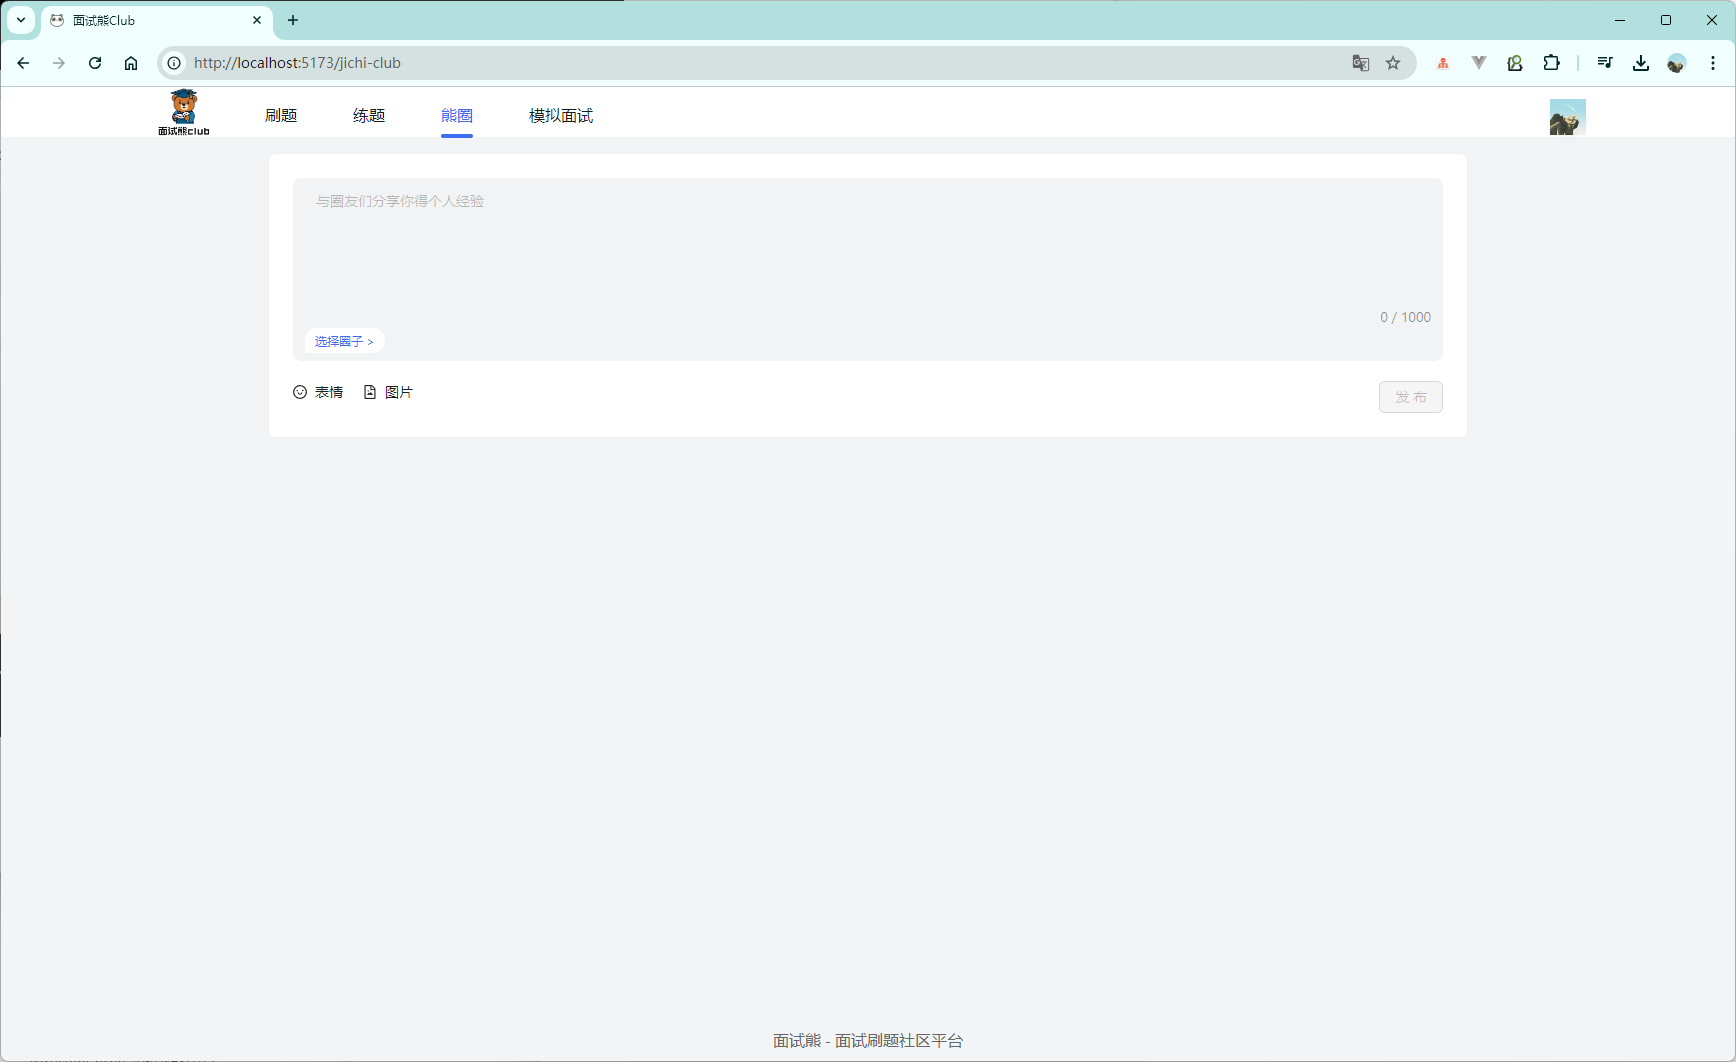 面试熊Club
http://localhost:5173/jichi-club
面试熊club
刷题 练题 熊圈 模拟面试
与圈友们分享你得个人经验
0 / 1000
选择圈子 >
表情 图片
发 布
面试熊 - 面试刷题社区平台